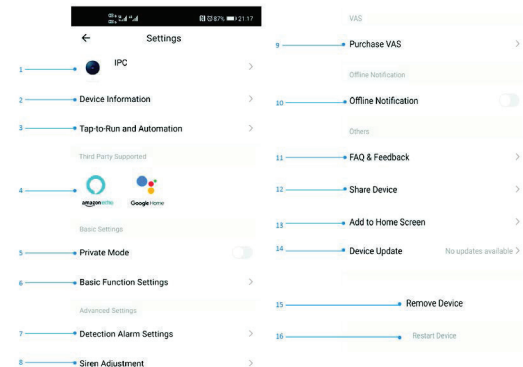 87% 21:17
Settings
1 IPC
2 Device Information
3 Tap-to-Run and Automation
Third Party Supported
4
amazon echo Google Home
Basic Settings
5 Private Mode
6 Basic Function Settings
Advanced Settings
7 Detection Alarm Settings
8 Siren Adjustment
VAS
9 Purchase VAS
Offline Notification
10 Offline Notification
Others
11 FAQ & Feedback
12 Share Device
13 Add to Home Screen
14 Device Update No updates available
15 Remove Device
16 Restart Device